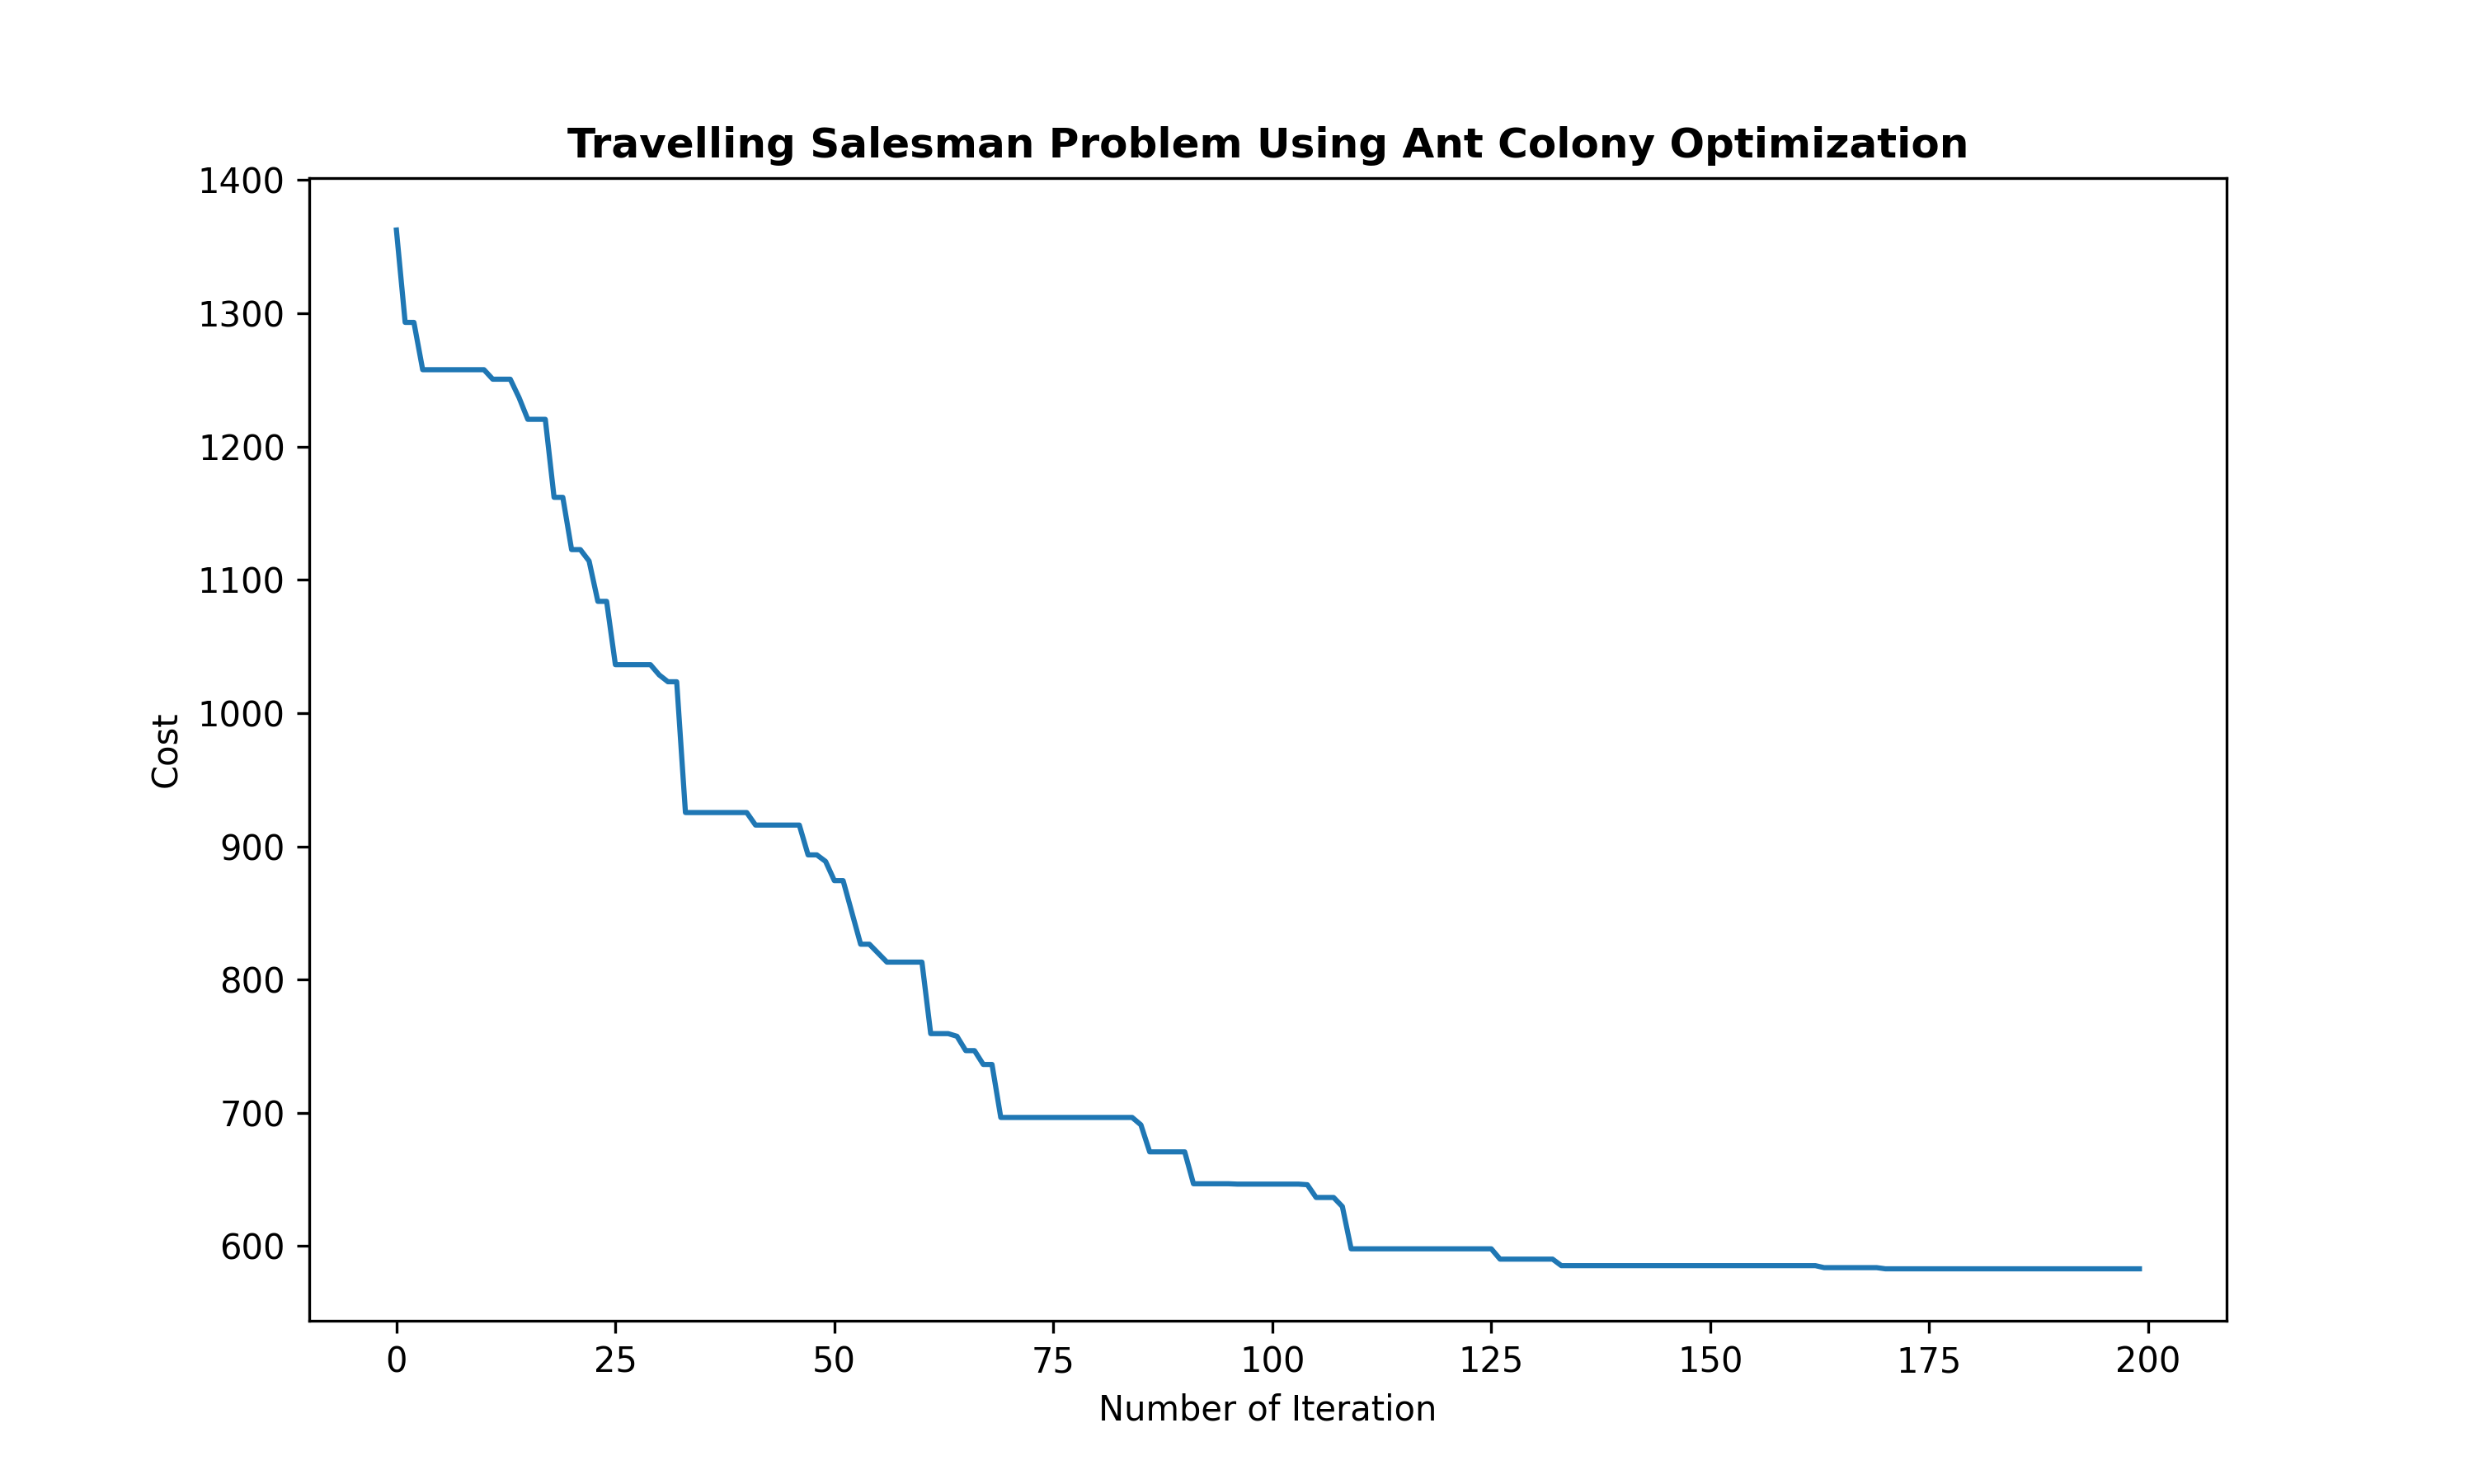 Travelling Salesman Problem Using Ant Colony Optimization
1400
1300
1200
1100
1000
900
800
700
600
Cost
0 25 50 75 100 125 150 175 200
Number of Iteration